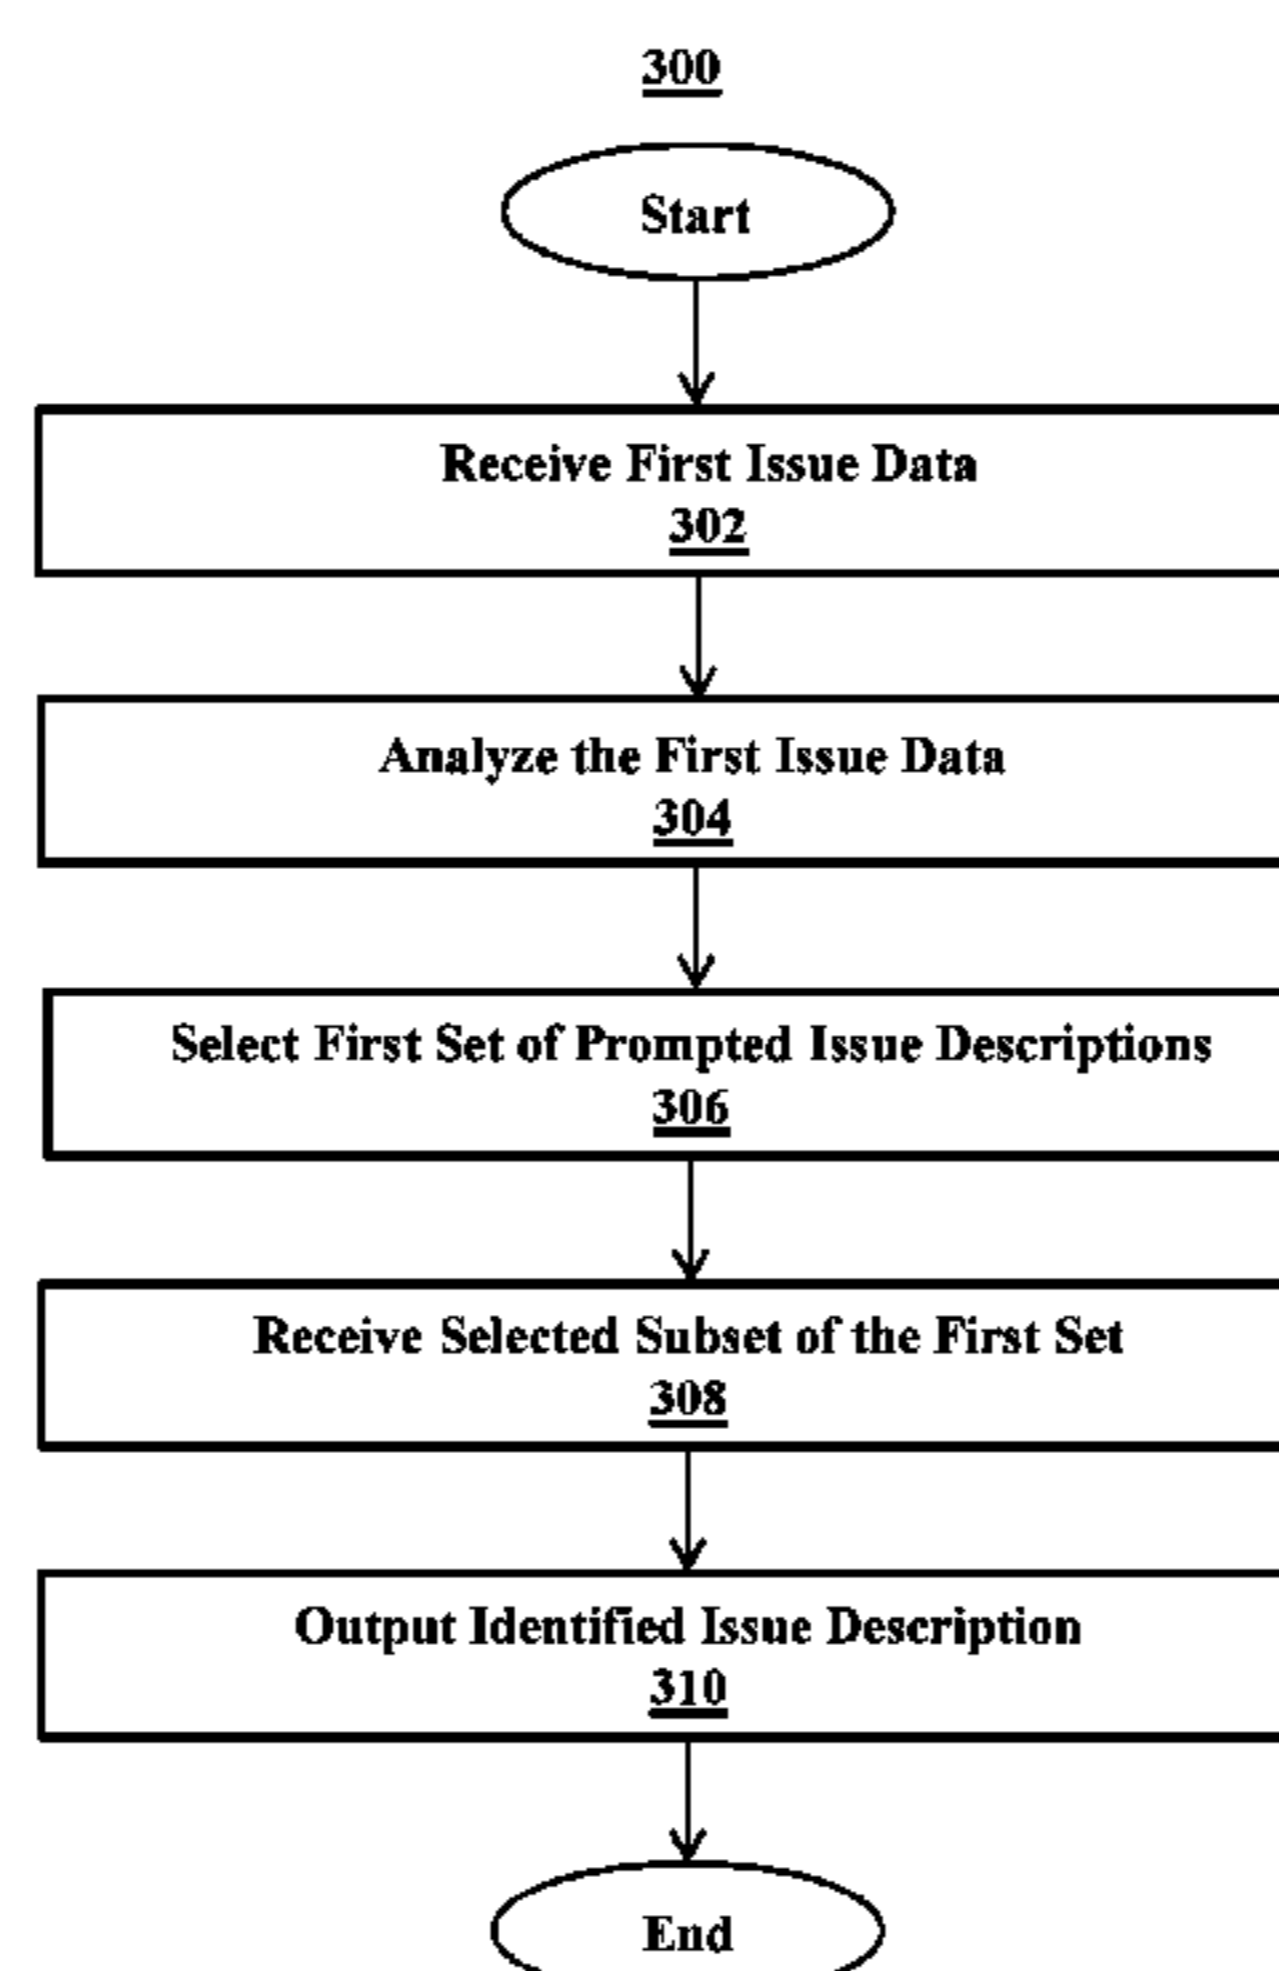 300
Start
Receive First Issue Data
302
Analyze the First Issue Data
304
Select First Set of Prompted Issue Descriptions
306
Receive Selected Subset of the First Set
308
Output Identified Issue Description
310
End